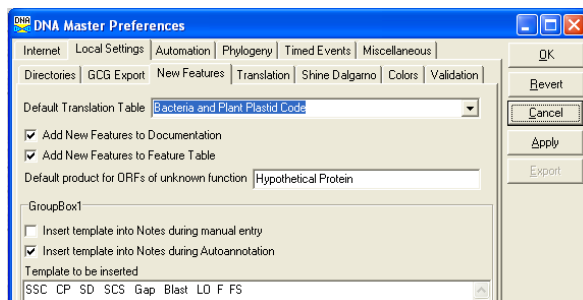 DNA DNA Master Preferences
Internet Local Settings Automation Phylogeny Timed Events Miscellaneous
Directories GCG Export New Features Translation Shine Dalgarno Colors Validation
Default Translation Table Bacteria and Plant Plastid Code
Add New Features to Documentation
Add New Features to Feature Table
Default product for ORFs of unknown function Hypothetical Protein
GroupBox1
Insert template into Notes during manual entry
Insert template into Notes during Autoannotation
Template to be inserted
SSC CP SD SCS Gap Blast LO F FS
OK
Revert
Cancel
Apply
Export